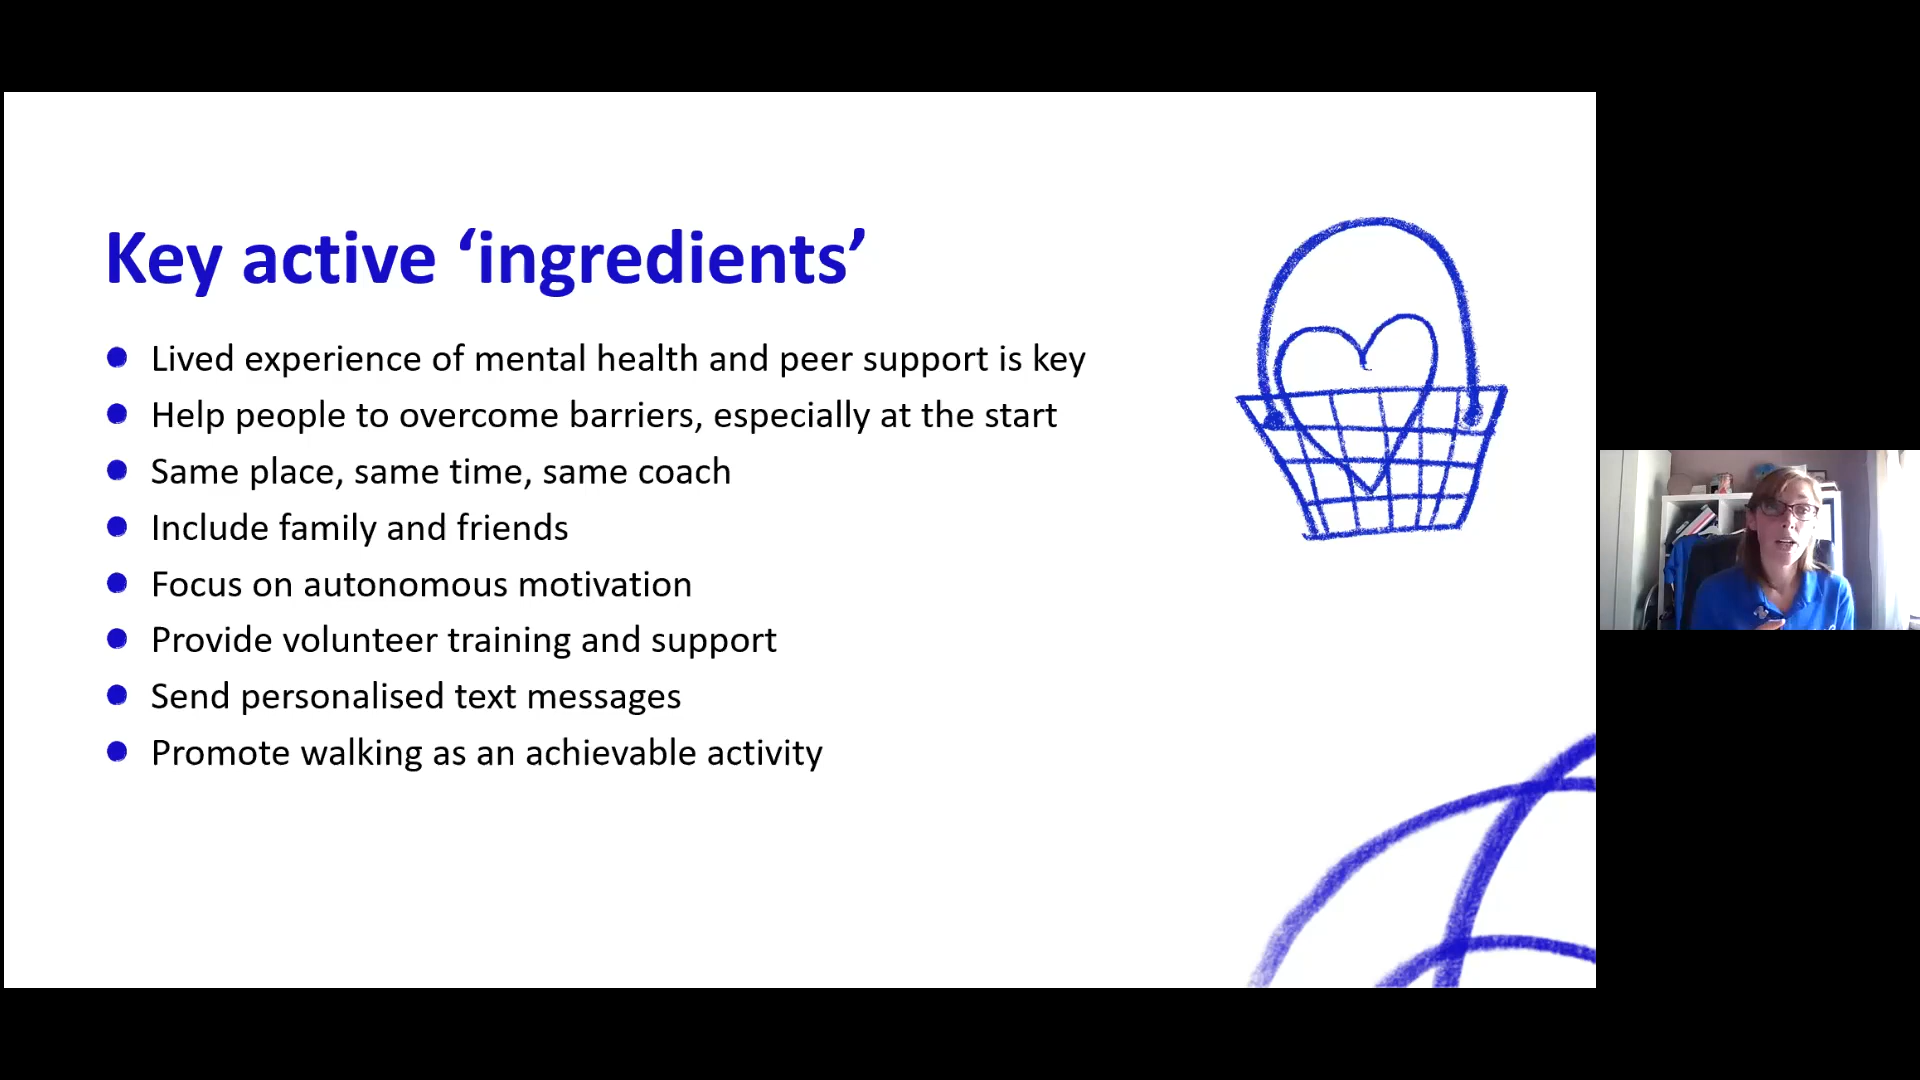 Key active ‘ingredients’
Lived experience of mental health and peer support is key
Help people to overcome barriers, especially at the start
Same place, same time, same coach
Include family and friends
Focus on autonomous motivation
Provide volunteer training and support
Send personalised text messages
Promote walking as an achievable activity